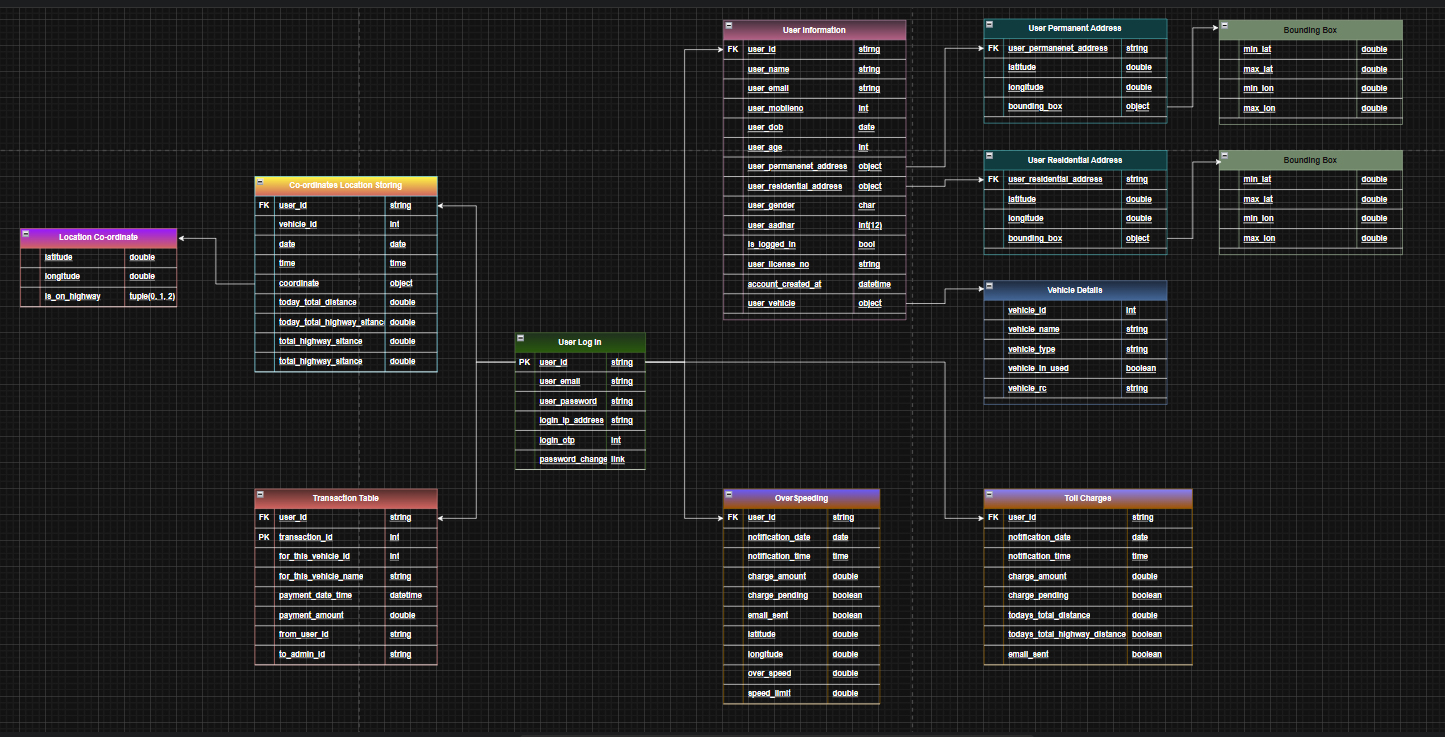 User Information
FK user_id string
user_name string
user_email string
user_mobileno int
user_dob date
user_age int
user_permanenet_address object
user_residential_address object
user_gender char
user_aadhar int(12)
is_logged_in bool
user_license_no string
account_created_at datetime
user_vehicle object
User Permanent Address
FK user_permanenet_address string
latitude double
longitude double
bounding_box object
Bounding Box
min_lat double
max_lat double
min_lon double
max_lon double
User Residential Address
FK user_residential_address string
latitude double
longitude double
bounding_box object
Bounding Box
min_lat double
max_lat double
min_lon double
max_lon double
Co-ordinates Location Storing
FK user_id string
vehicle_id int
date date
time time
coordinate object
today_total_distance double
today_total_highway_sitance double
total_highway_sitance double
total_highway_sitance double
Location Co-ordinate
latitude double
longitude double
is_on_highway tuple(0, 1, 2)
Vehicle Details
vehicle_id int
vehicle_name string
vehicle_type string
vehicle_in_used boolean
vehicle_rc string
User Log In
PK user_id string
user_email string
user_password string
login_ip_address string
login_otp int
password_change link
Transaction Table
FK user_id string
PK transaction_id int
for_this_vehicle_id int
for_this_vehicle_name string
payment_date_time datetime
payment_amount double
from_user_id string
to_admin_id string
OverSpeeding
FK user_id string
notification_date date
notification_time time
charge_amount double
charge_pending boolean
email_sent boolean
latitude double
longitude double
over_speed double
speed_limit double
Toll Charges
FK user_id string
notification_date date
notification_time time
charge_amount double
charge_pending boolean
todays_total_distance double
todays_total_highway_distance boolean
email_sent boolean